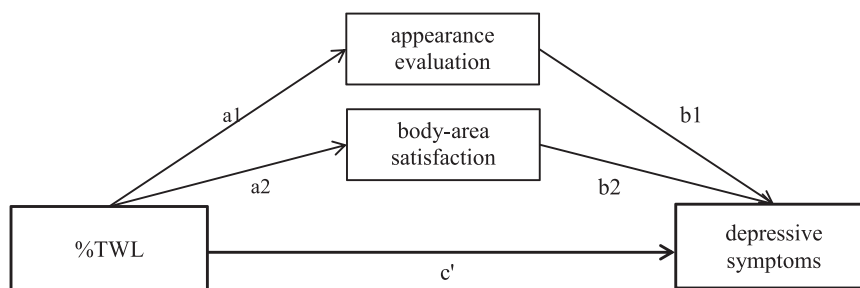 appearance
evaluation
a1
b1
body-area
satisfaction
a2
b2
%TWL
depressive
symptoms
c'